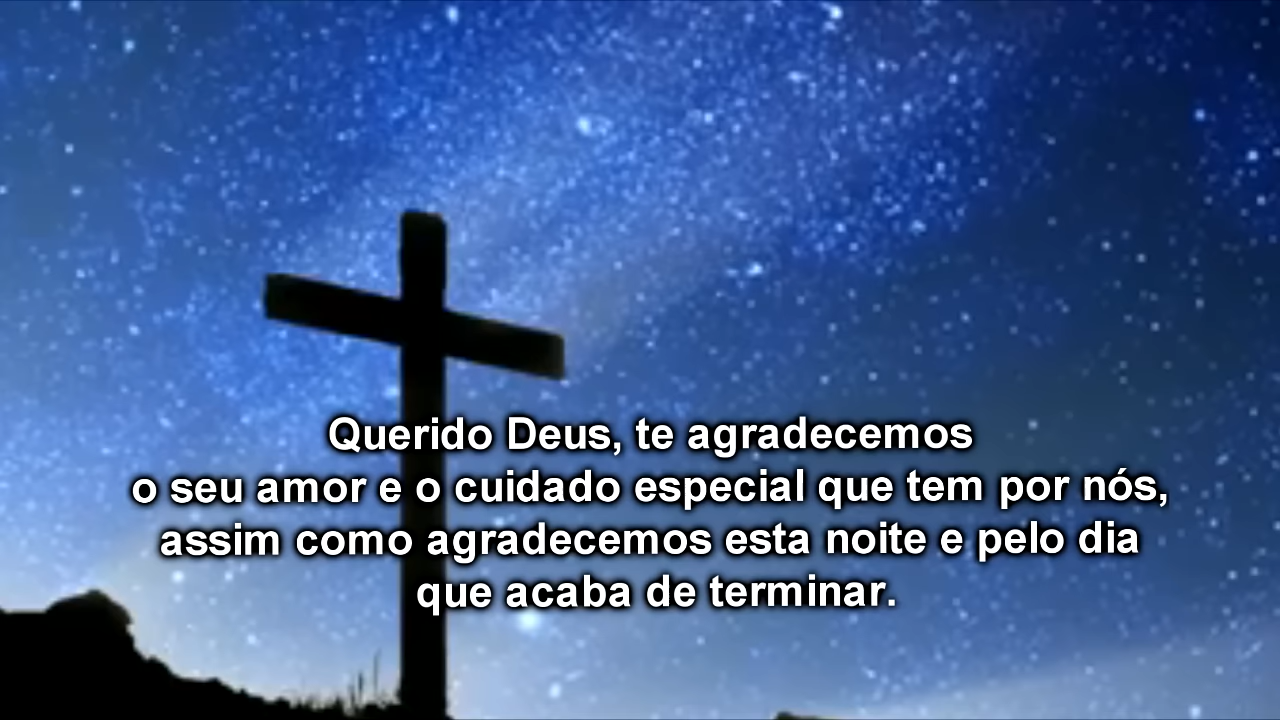 Querido Deus, te agradecemos
o seu amor e o cuidado especial que tem por nós,
assim como agradecemos esta noite e pelo dia
que acaba de terminar.